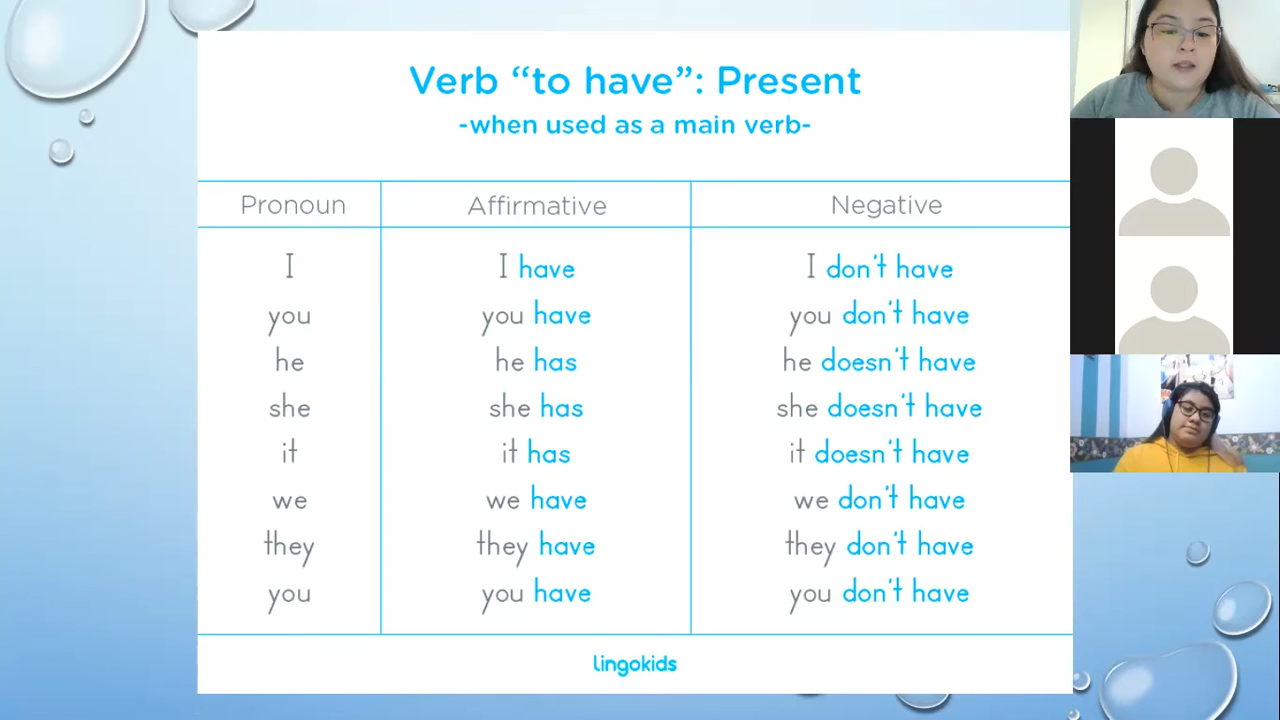 Verb “to have”: Present
-when used as a main verb-
Pronoun Affirmative Negative
I I have I don't have
you you have you don't have
he he has he doesn't have
she she has she doesn't have
it it has it doesn't have
we we have we don't have
they they have they don't have
you you have you don't have
lingokids